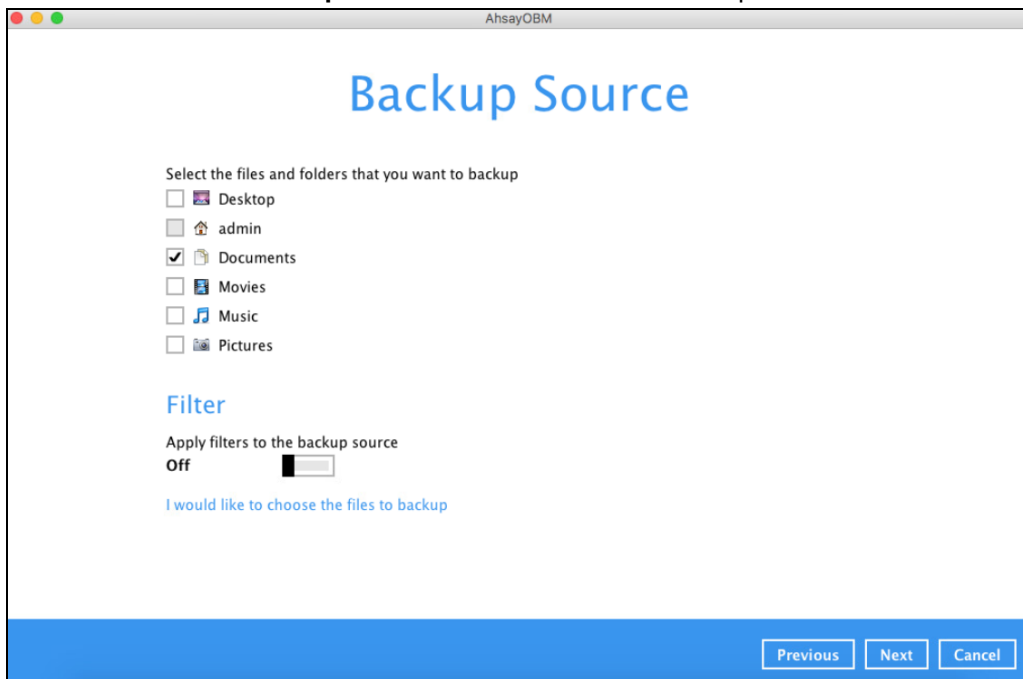 AhsayOBM
Backup Source
Select the files and folders that you want to backup
Desktop
admin
Documents
Movies
Music
Pictures
Filter
Apply filters to the backup source
Off
I would like to choose the files to backup
Previous Next Cancel